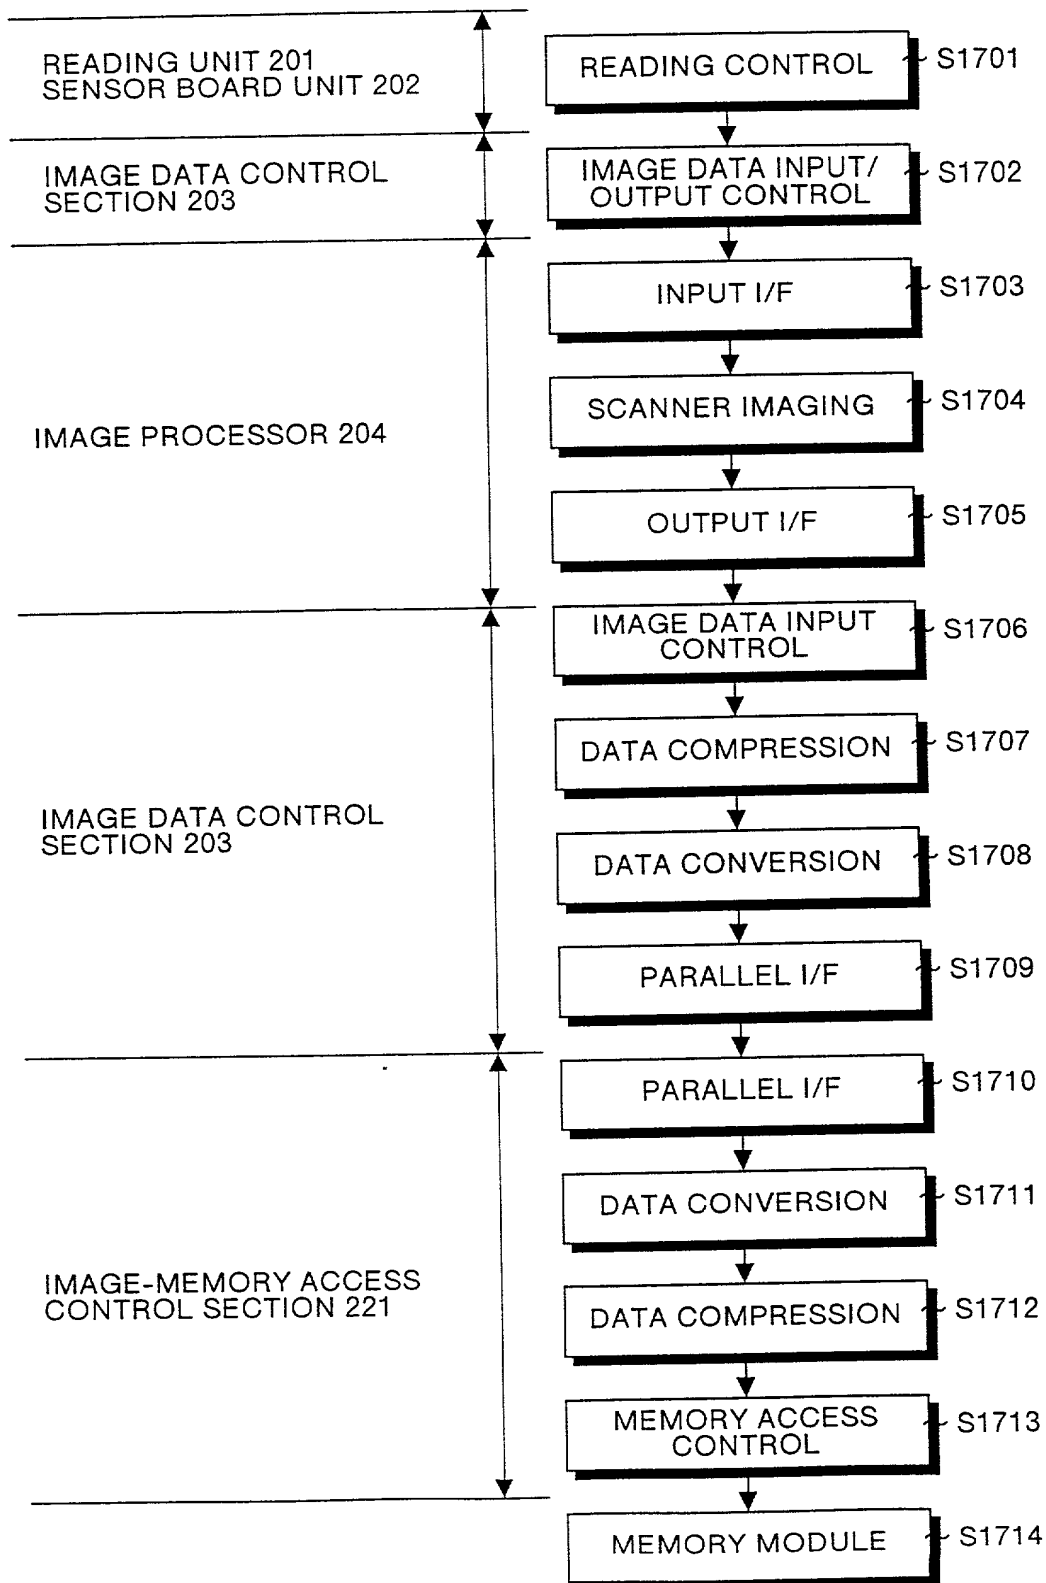 READING UNIT 201
SENSOR BOARD UNIT 202
READING CONTROL
S1701
IMAGE DATA CONTROL
SECTION 203
IMAGE DATA INPUT/
OUTPUT CONTROL
S1702
IMAGE PROCESSOR 204
INPUT I/F
S1703
SCANNER IMAGING
S1704
OUTPUT I/F
S1705
IMAGE DATA CONTROL
SECTION 203
IMAGE DATA INPUT
CONTROL
S1706
DATA COMPRESSION
S1707
DATA CONVERSION
S1708
PARALLEL I/F
S1709
IMAGE-MEMORY ACCESS
CONTROL SECTION 221
PARALLEL I/F
S1710
DATA CONVERSION
S1711
DATA COMPRESSION
S1712
MEMORY ACCESS
CONTROL
S1713
MEMORY MODULE
S1714